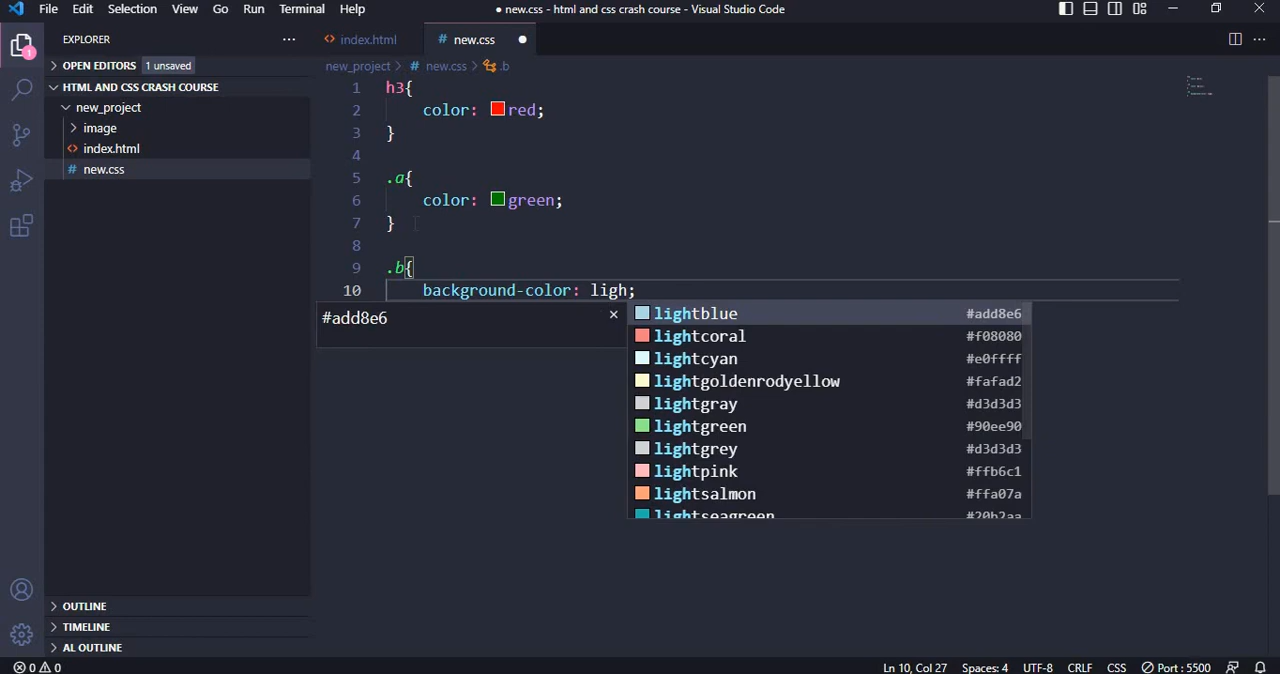 File Edit Selection View Go Run Terminal Help
● new.css - html and css crash course - Visual Studio Code
EXPLORER ···
<> index.html
# new.css ●
OPEN EDITORS 1 unsaved
HTML AND CSS CRASH COURSE
new_project
image
<> index.html
# new.css
1
new_project > # new.css > .b
1 h3{
2 color: red;
3 }
4
5 .a{
6 color: green;
7 }
8
9 .b{
10 background-color: ligh;
#add8e6 ×
lightblue #add8e6
lightcoral #f08080
lightcyan #e0ffff
lightgoldenrodyellow #fafad2
lightgray #d3d3d3
lightgreen #90ee90
lightgrey #d3d3d3
lightpink #ffb6c1
lightsalmon #ffa07a
lightseagreen #20b2aa
OUTLINE
TIMELINE
AL OUTLINE
0 0
Ln 10, Col 27 Spaces: 4 UTF-8 CRLF CSS Port : 5500